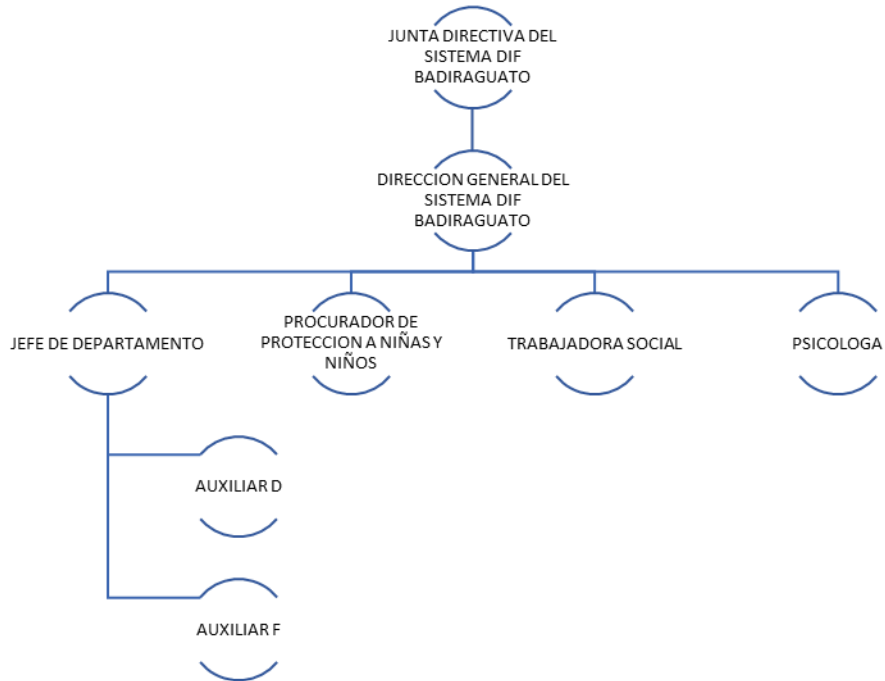 JUNTA DIRECTIVA DEL
SISTEMA DIF
BADIRAGUATO
DIRECCION GENERAL DEL
SISTEMA DIF
BADIRAGUATO
JEFE DE DEPARTAMENTO
PROCURADOR DE
PROTECCION A NIÑAS Y
NIÑOS
TRABAJADORA SOCIAL
PSICOLOGA
AUXILIAR D
AUXILIAR F